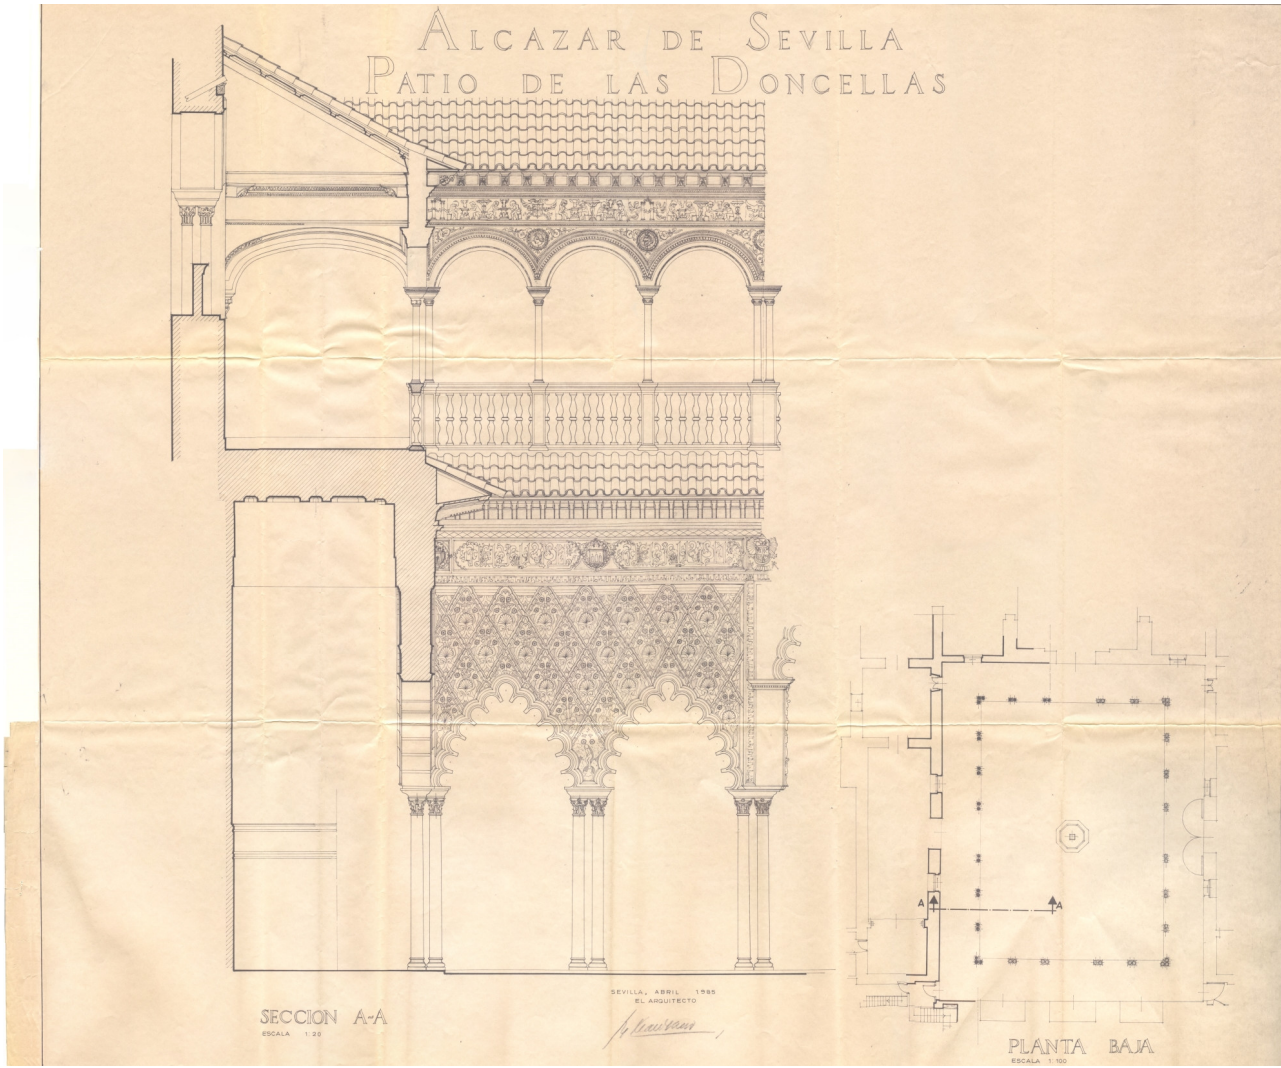 ALCAZAR DE SEVILLA
PATIO DE LAS DONCELLAS
A
A
SEVILLA, ABRIL 1985
EL ARQUITECTO
SECCION A-A
ESCALA 1:20
PLANTA BAJA
ESCALA 1:100